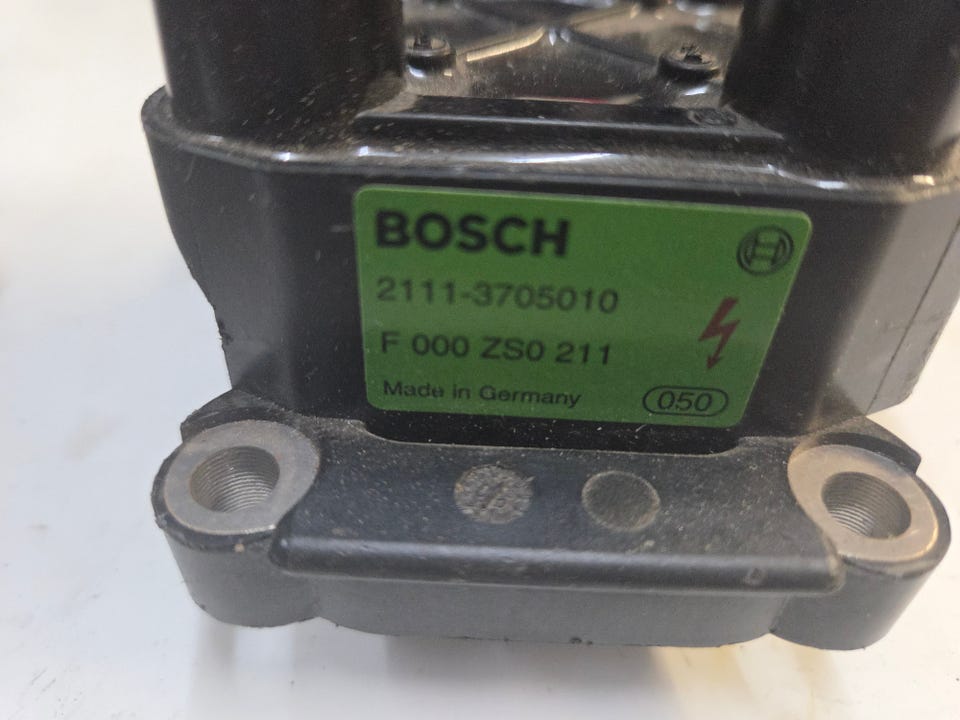 BOSCH
2111-3705010
F 000 ZS0 211
Made in Germany
050